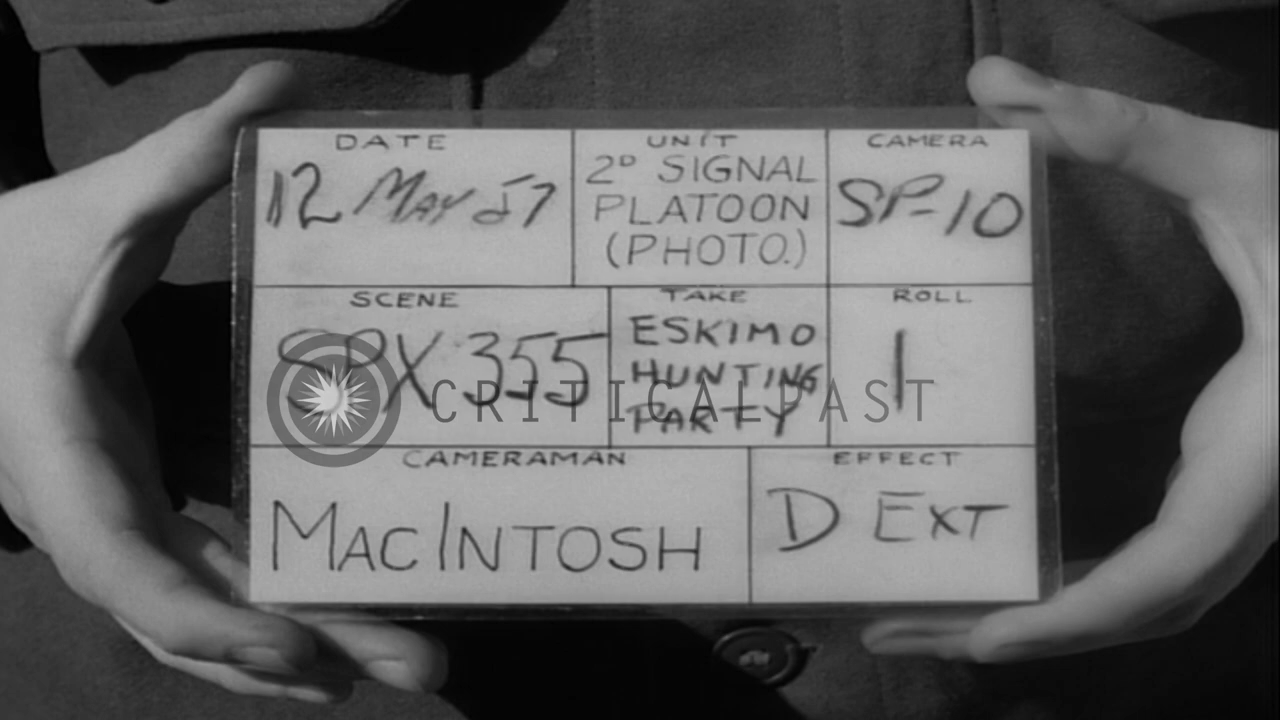 DATE
12 MAY 57
UNIT
2D SIGNAL
PLATOON
(PHOTO.)
CAMERA
SP-10
SCENE
SPX 355
TAKE
ESKIMO
HUNTING
PARTY
ROLL
1
CRITICALPAST
CAMERAMAN
MACINTOSH
EFFECT
D EXT